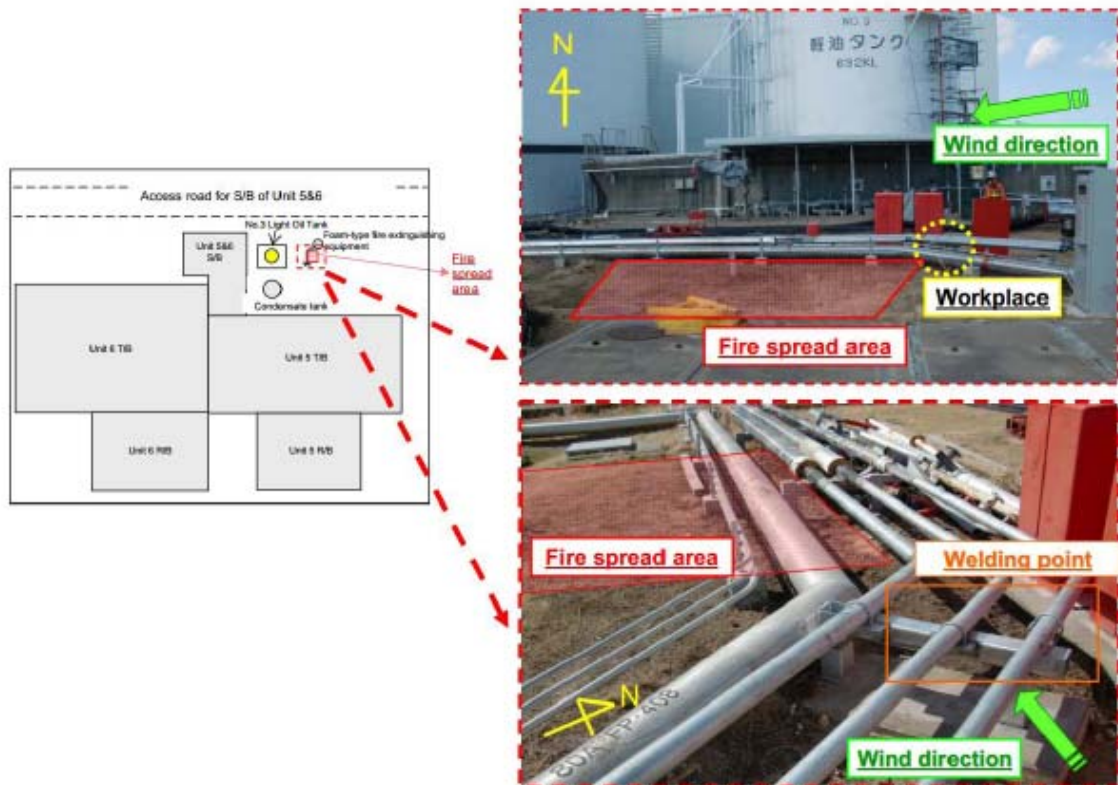 Access road for S/B of Unit 5&6
No.3 Light Oil Tank
Foam-type fire extinguishing
equipment
Unit 5&6
S/B
Fire
spread
area
Condensate tank
Unit 6 T/B
Unit 5 T/B
Unit 6 R/B
Unit 5 R/B
N
NO.3
軽油タンク
692KL
Wind direction
Workplace
Fire spread area
Fire spread area
Welding point
N
Wind direction